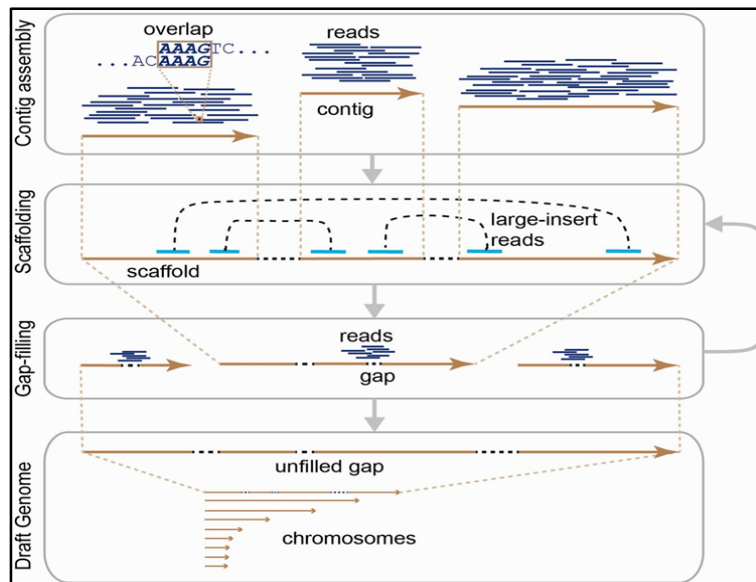 Contig assembly
overlap
AAAGTC...
...ACAAAG
reads
contig
Scaffolding
large-insert
reads
scaffold
Gap-filling
reads
gap
Draft Genome
unfilled gap
chromosomes